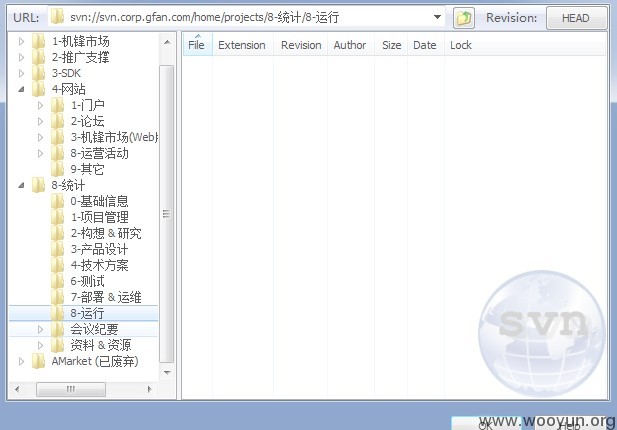 URL: svn://svn.corp.gfan.com/home/projects/8-统计/8-运行 Revision: HEAD
File Extension Revision Author Size Date Lock
1-机锋市场
2-推广支撑
3-SDK
4-网站
1-门户
2-论坛
3-机锋市场(Web
8-运营活动
9-其它
8-统计
0-基础信息
1-项目管理
2-构想 & 研究
3-产品设计
4-技术方案
6-测试
7-部署 & 运维
8-运行
会议纪要
资料 & 资源
AMarket (已废弃)
svn
OK Help
www.wooyun.org